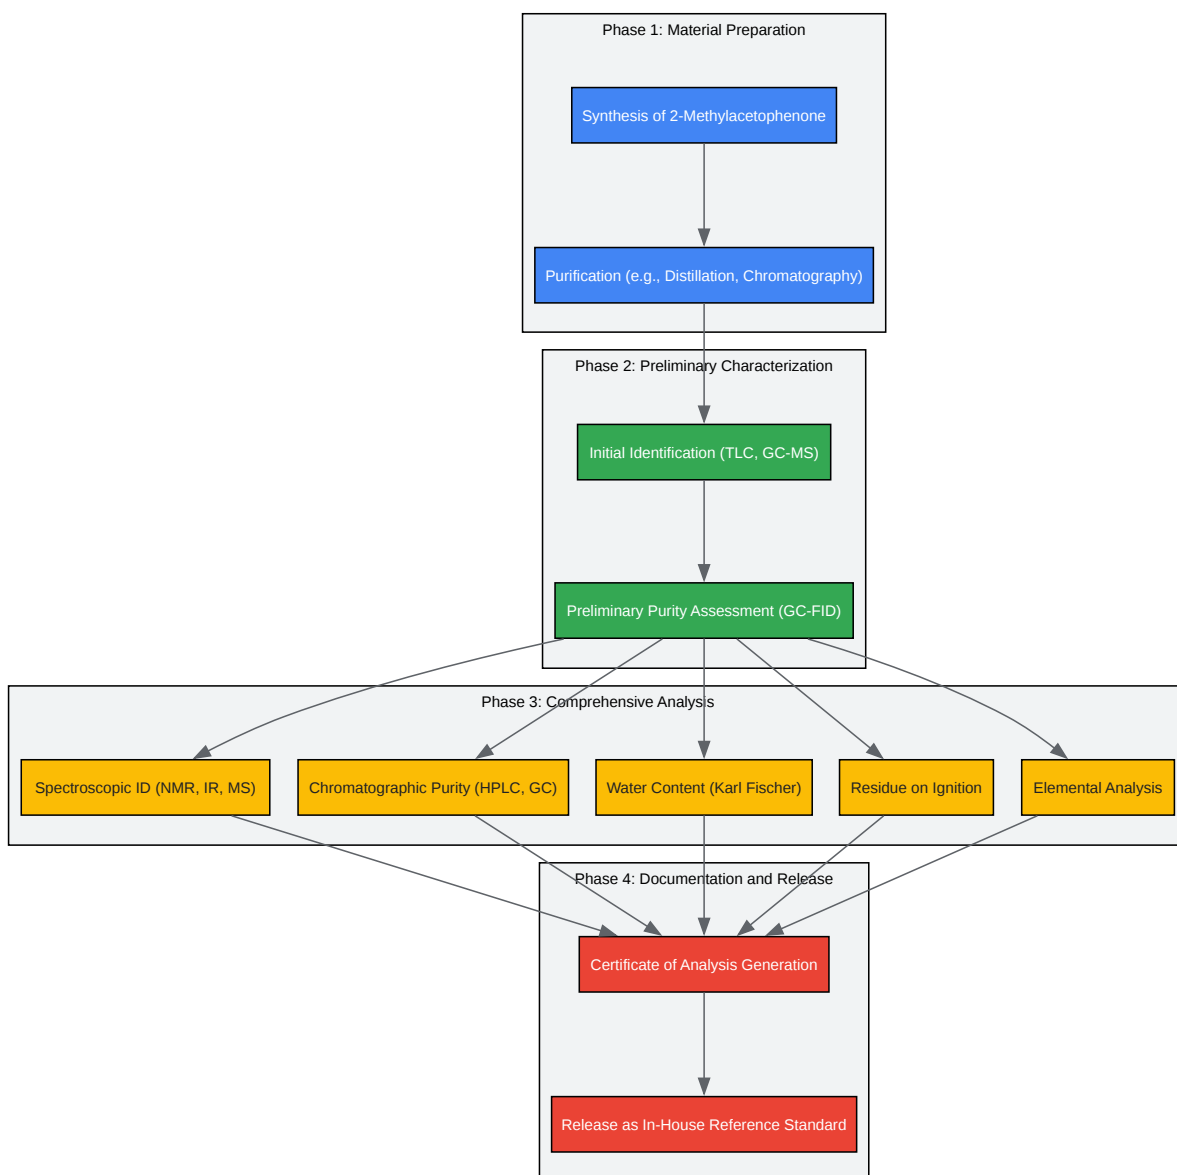 Phase 1: Material Preparation
Synthesis of 2-Methylacetophenone
Purification (e.g., Distillation, Chromatography)
Phase 2: Preliminary Characterization
Initial Identification (TLC, GC-MS)
Preliminary Purity Assessment (GC-FID)
Phase 3: Comprehensive Analysis
Spectroscopic ID (NMR, IR, MS)
Chromatographic Purity (HPLC, GC)
Water Content (Karl Fischer)
Residue on Ignition
Elemental Analysis
Phase 4: Documentation and Release
Certificate of Analysis Generation
Release as In-House Reference Standard